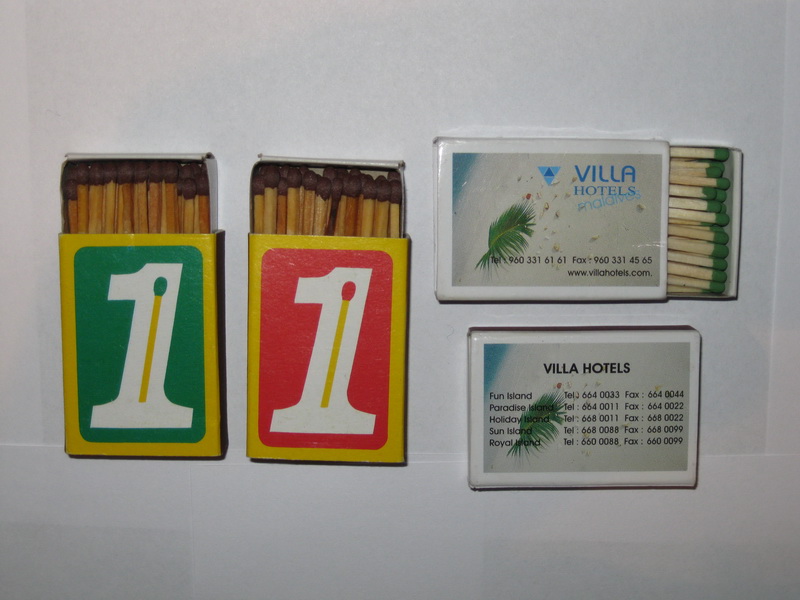 1
1
VILLA
HOTELS
maldives
Tel : 960 331 61 61 Fax : 960 331 45 65
www.villahotels.com.
VILLA HOTELS
Fun Island Tel : 664 0033 Fax : 664 0044
Paradise Island Tel : 664 0011 Fax : 664 0022
Holiday Island Tel : 668 0011 Fax : 668 0022
Sun Island Tel : 668 0088 Fax : 668 0099
Royal Island Tel : 660 0088 Fax : 660 0099